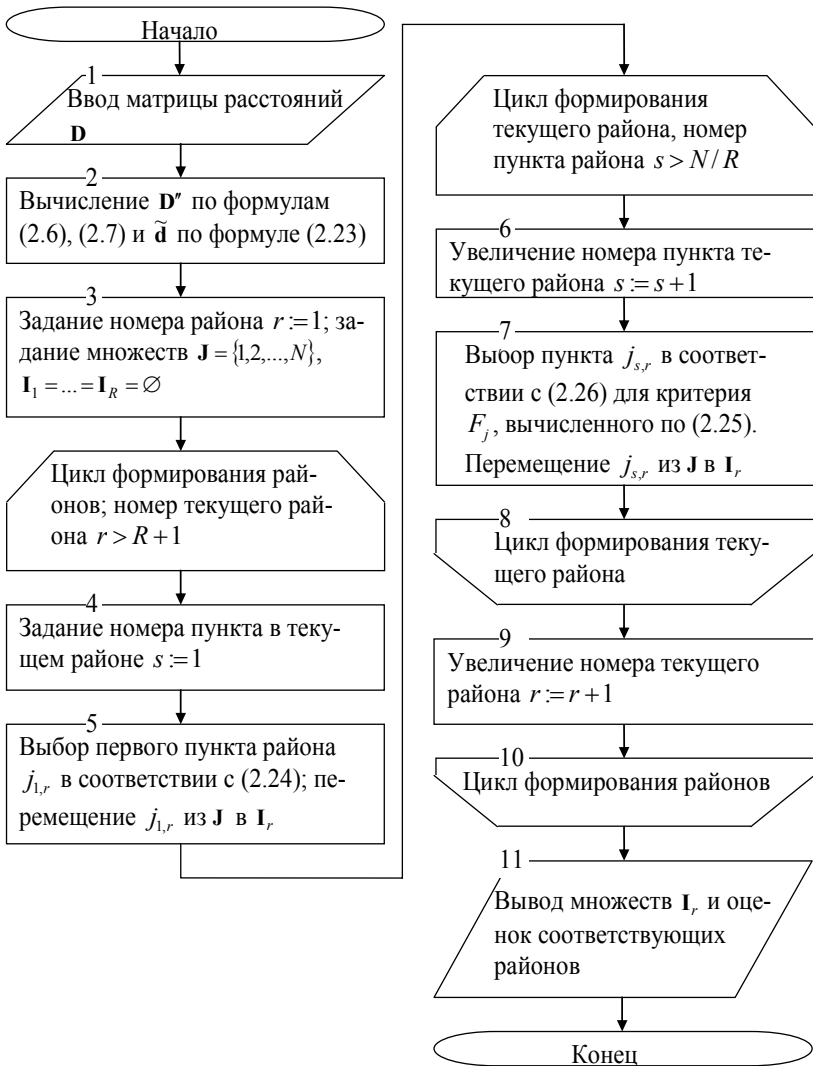 Начало
1
Ввод матрицы расстояний
D
2
Вычисление D″ по формулам
(2.6), (2.7) и d̃ по формуле (2.23)
3
Задание номера района r := 1; за-
дание множеств J = {1,2,...,N},
I₁ = ... = I_R = ∅
Цикл формирования рай-
онов; номер текущего рай-
она r > R + 1
4
Задание номера пункта в теку-
щем районе s := 1
5
Выбор первого пункта района
j₁,ᵣ в соответствии с (2.24); пе-
ремещение j₁,ᵣ из J в Iᵣ
Цикл формирования
текущего района, номер
пункта района s > N / R
6
Увеличение номера пункта те-
кущего района s := s + 1
7
Выбор пункта j_{s,r} в соответ-
ствии с (2.26) для критерия
F_j, вычисленного по (2.25).
Перемещение j_{s,r} из J в Iᵣ
8
Цикл формирования теку-
щего района
9
Увеличение номера текущего
района r := r + 1
10
Цикл формирования районов
11
Вывод множеств Iᵣ и оце-
нок соответствующих
районов
Конец